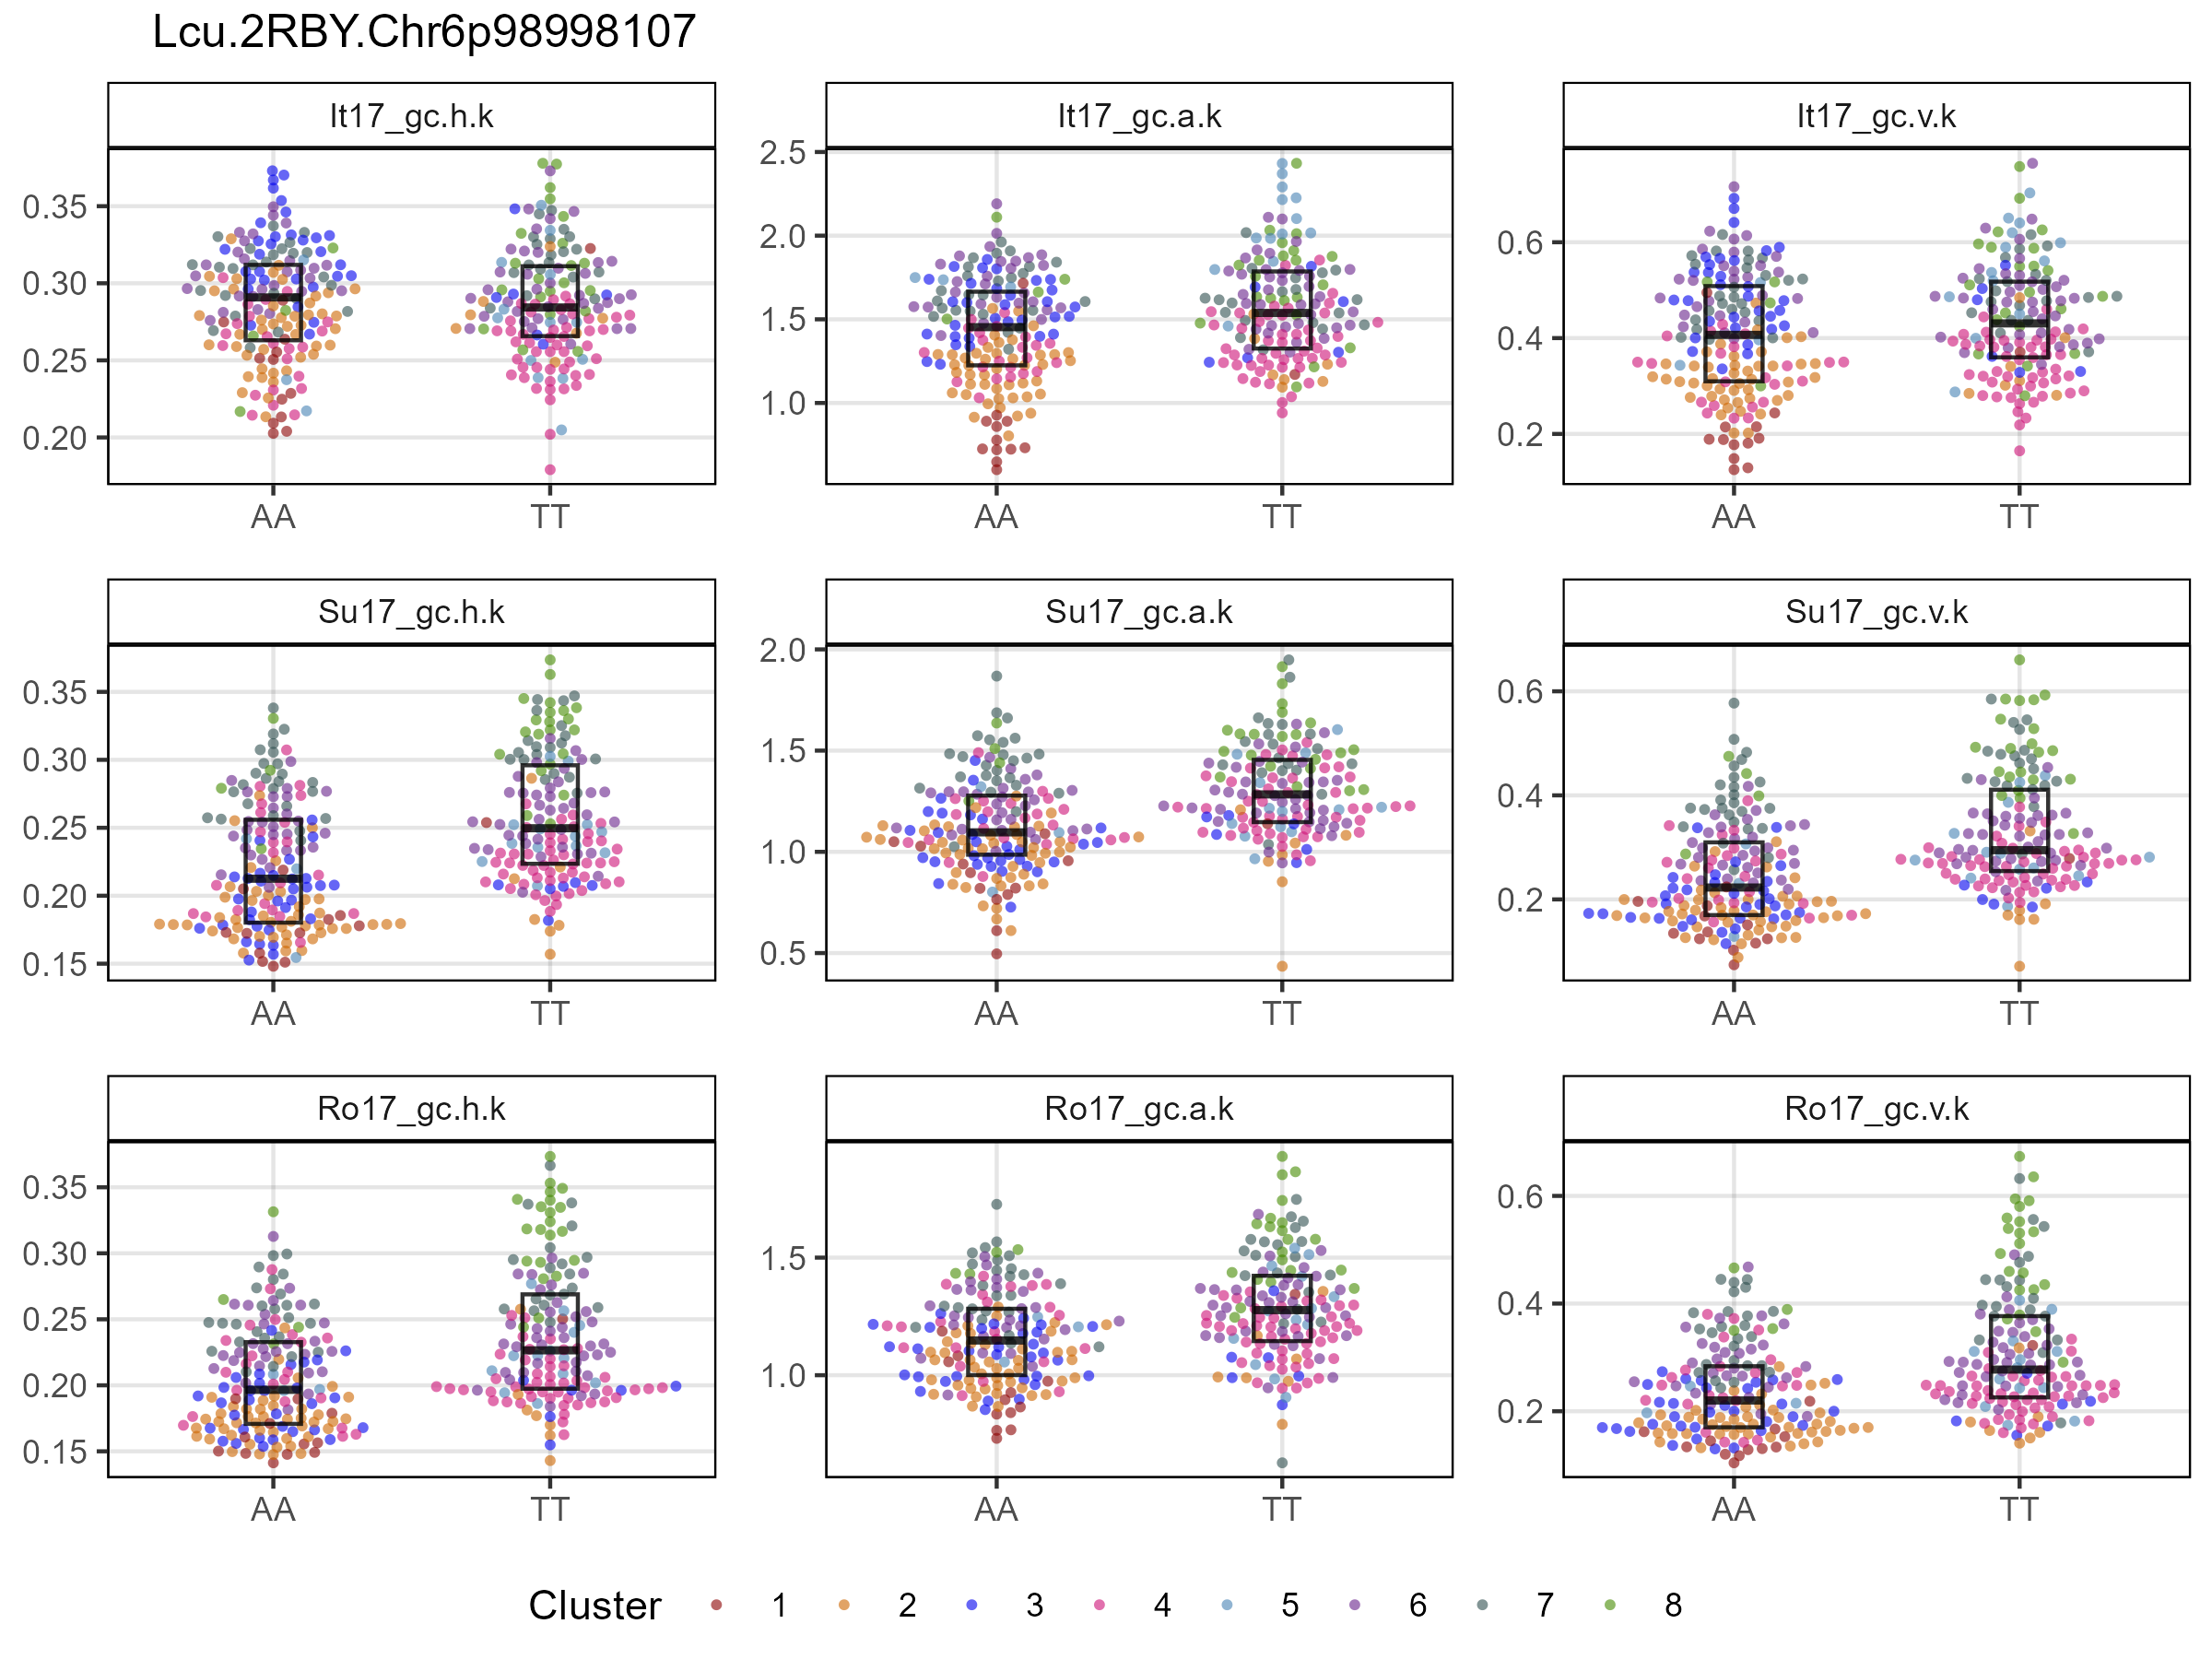 Lcu.2RBY.Chr6p98998107
It17_gc.h.k It17_gc.a.k It17_gc.v.k
0.35 0.30 0.25 0.20 2.5 2.0 1.5 1.0 0.6 0.4 0.2
AA TT AA TT AA TT
Su17_gc.h.k Su17_gc.a.k Su17_gc.v.k
0.35 0.30 0.25 0.20 0.15 2.0 1.5 1.0 0.5 0.6 0.4 0.2
AA TT AA TT AA TT
Ro17_gc.h.k Ro17_gc.a.k Ro17_gc.v.k
0.35 0.30 0.25 0.20 0.15 1.5 1.0 0.6 0.4 0.2
AA TT AA TT AA TT
Cluster 1 2 3 4 5 6 7 8